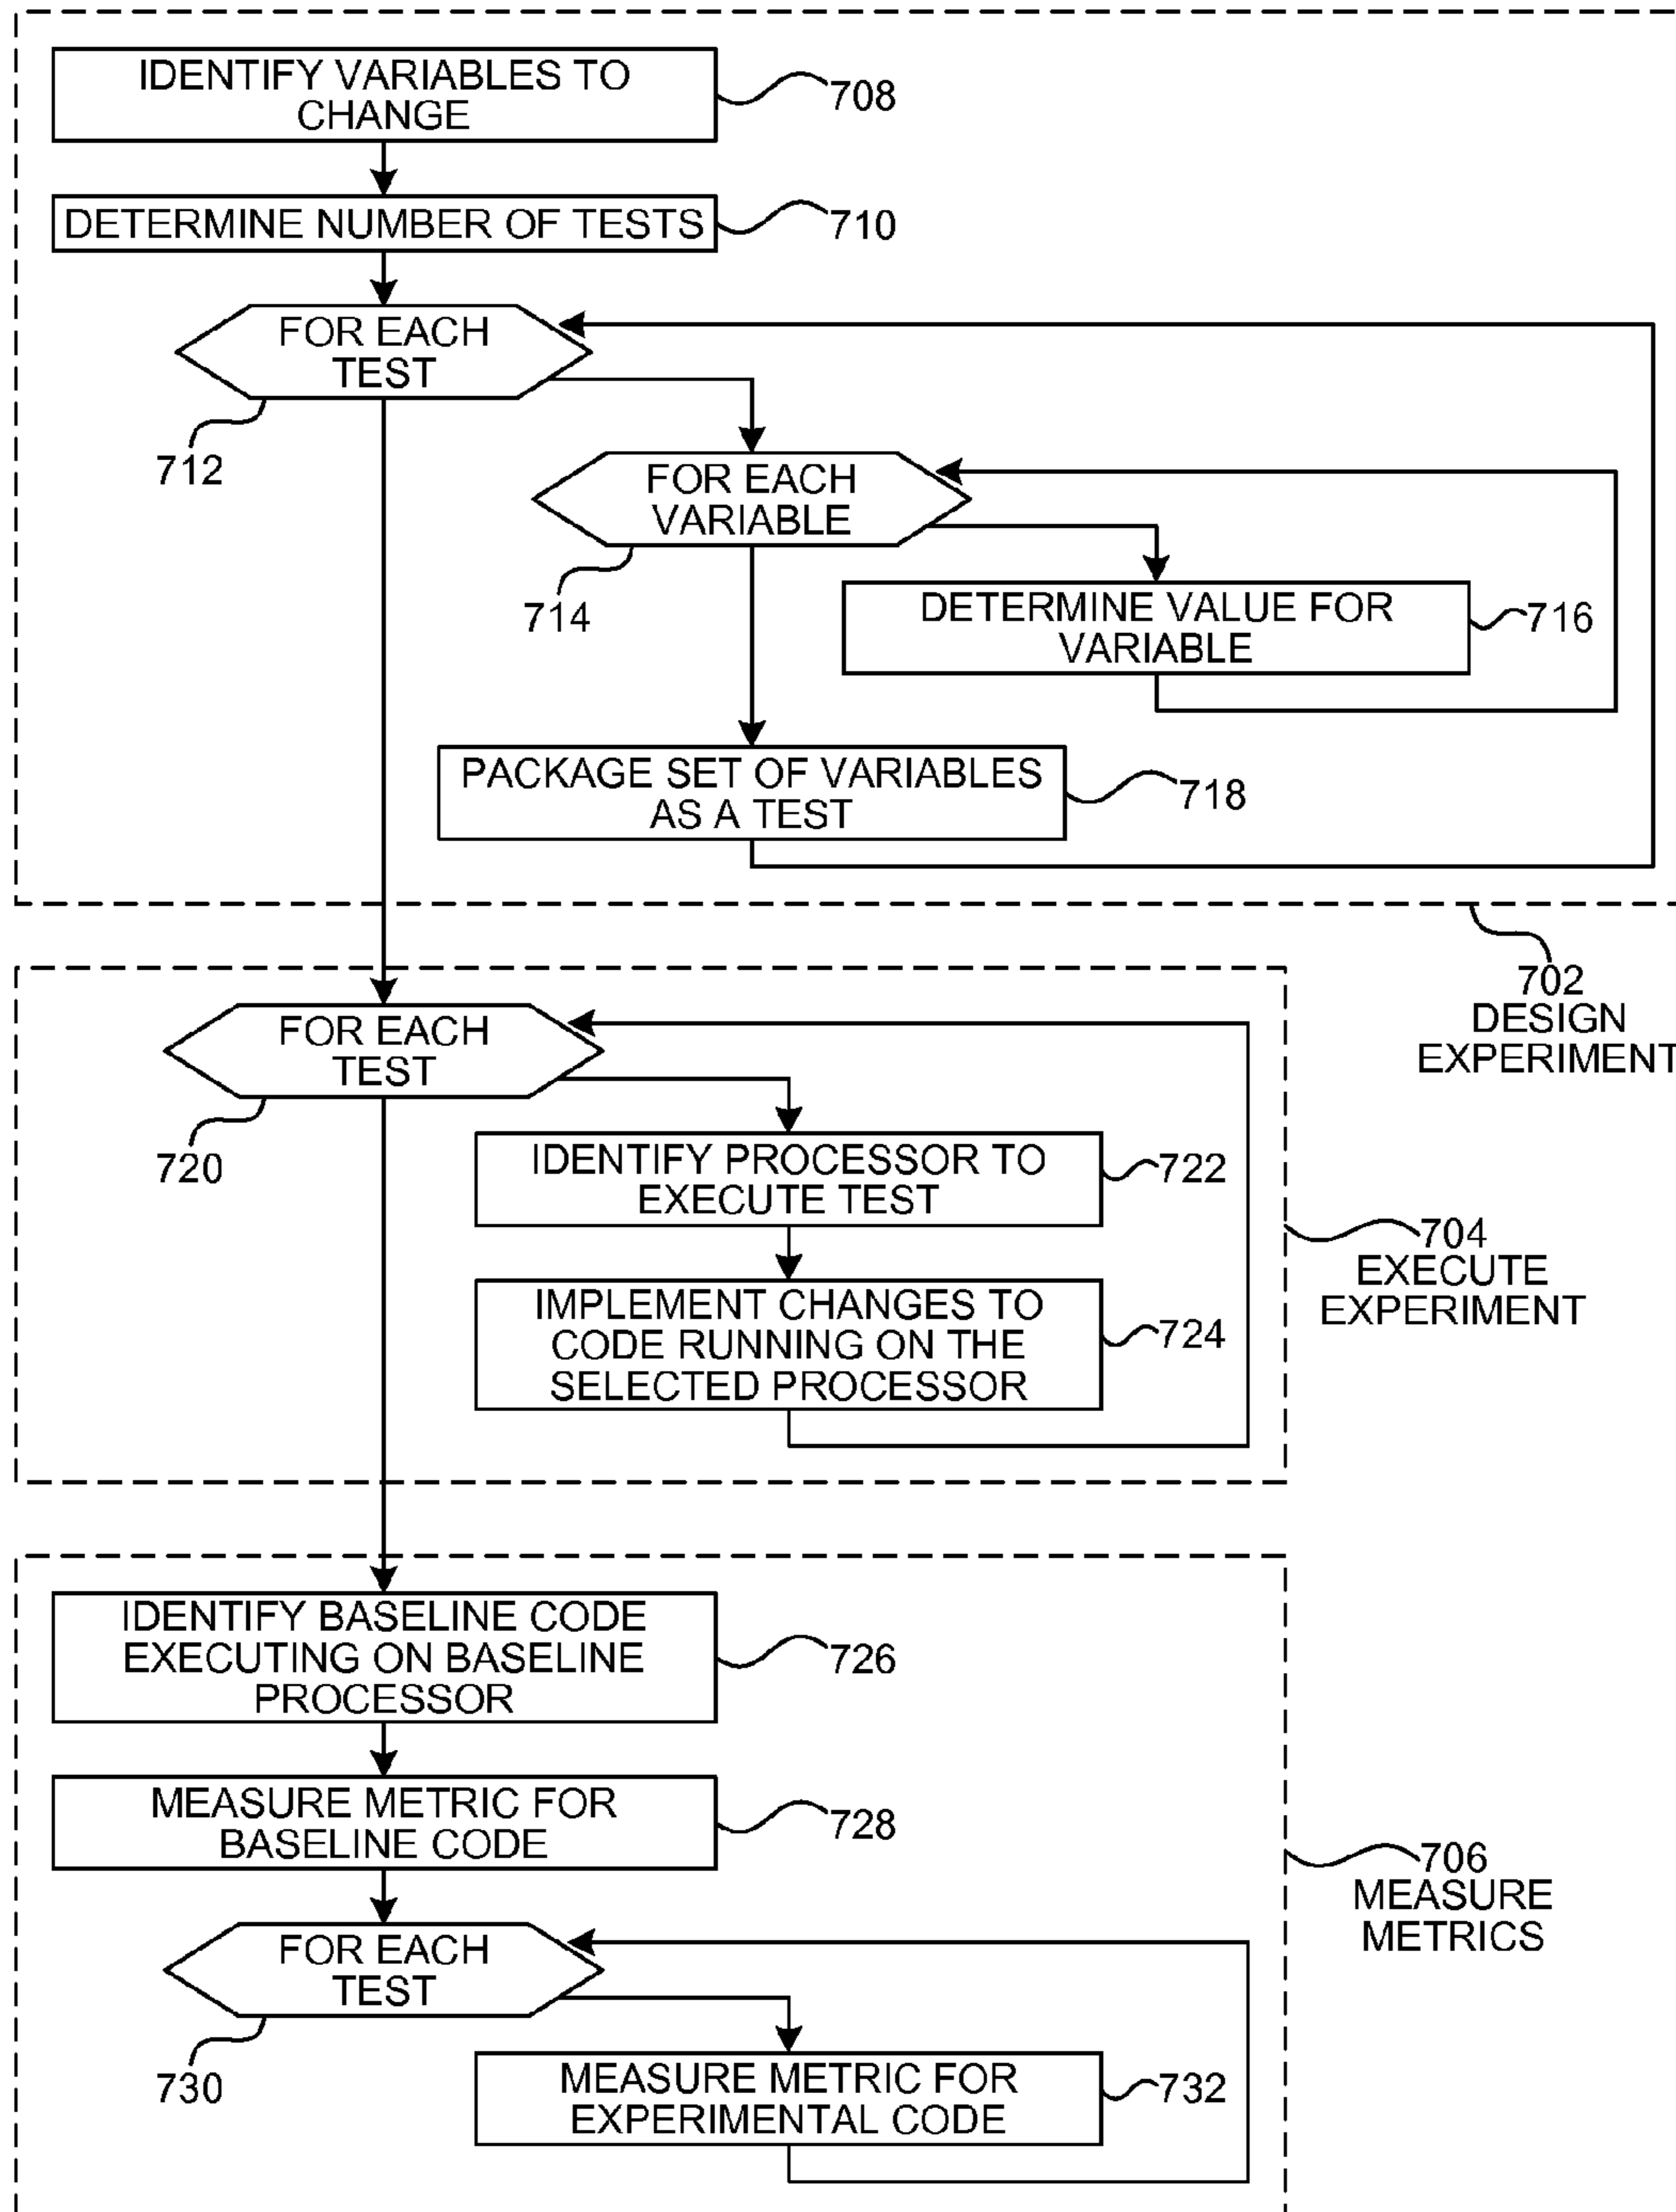 IDENTIFY VARIABLES TO
CHANGE
708
DETERMINE NUMBER OF TESTS
710
FOR EACH
TEST
712
FOR EACH
VARIABLE
714
DETERMINE VALUE FOR
VARIABLE
716
PACKAGE SET OF VARIABLES
AS A TEST
718
702
DESIGN
EXPERIMENT
FOR EACH
TEST
720
IDENTIFY PROCESSOR TO
EXECUTE TEST
722
IMPLEMENT CHANGES TO
CODE RUNNING ON THE
SELECTED PROCESSOR
724
704
EXECUTE
EXPERIMENT
IDENTIFY BASELINE CODE
EXECUTING ON BASELINE
PROCESSOR
726
MEASURE METRIC FOR
BASELINE CODE
728
706
MEASURE
METRICS
FOR EACH
TEST
730
MEASURE METRIC FOR
EXPERIMENTAL CODE
732